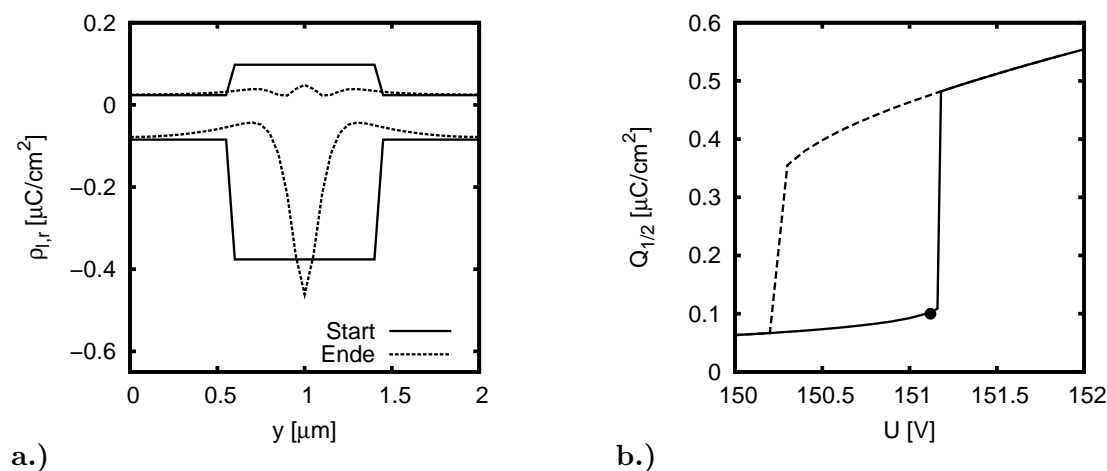 0.2
0
−0.2
−0.4
−0.6
ρl,r [μC/cm2]
Start
Ende
0
0.5
1
1.5
2
y [μm]
a.)
0.6
0.5
0.4
0.3
0.2
0.1
0
Q1/2 [μC/cm2]
150
150.5
151
151.5
152
U [V]
b.)